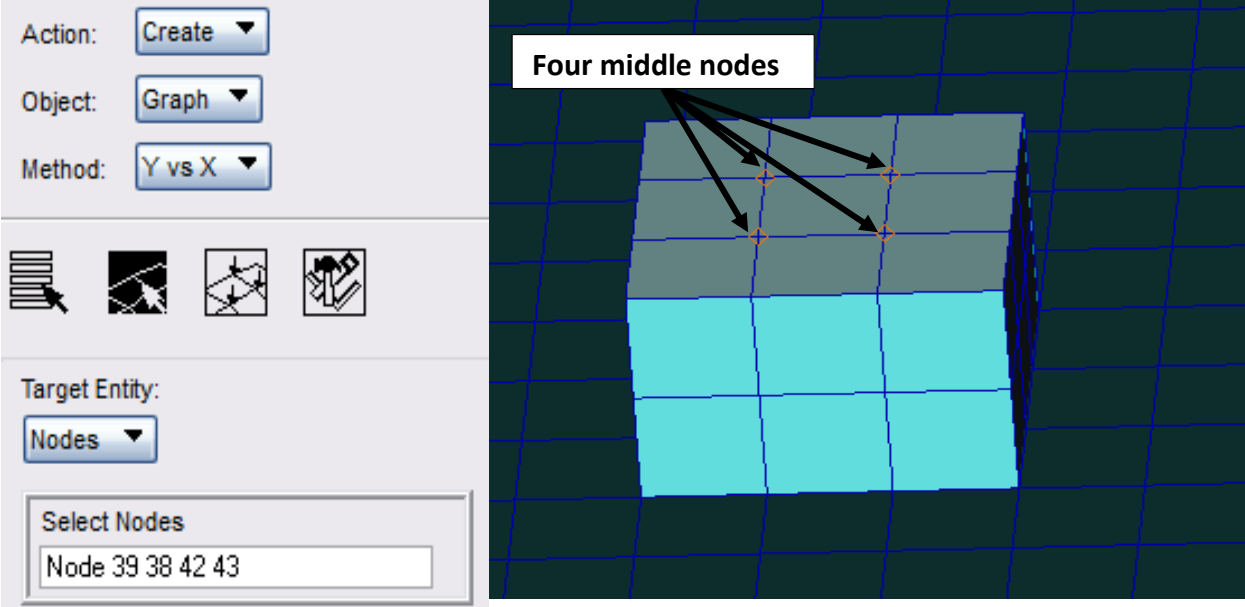 Action: Create
Object: Graph
Method: Y vs X
Target Entity:
Nodes
Select Nodes
Node 39 38 42 43
Four middle nodes